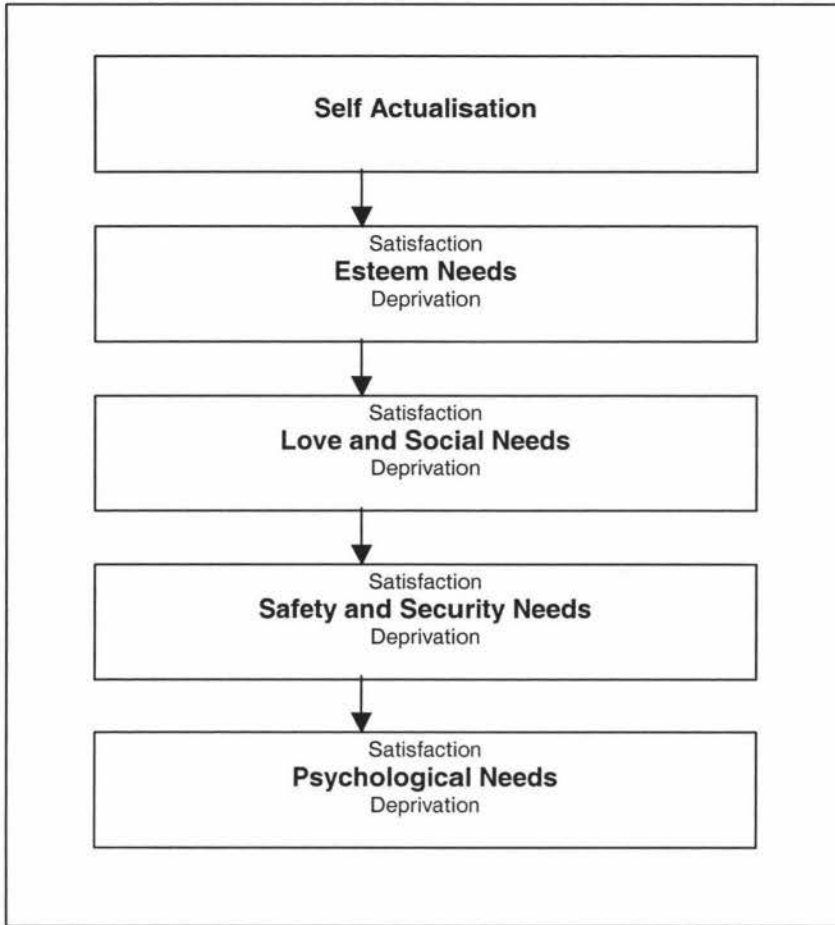 Self Actualisation
Satisfaction
Esteem Needs
Deprivation
Satisfaction
Love and Social Needs
Deprivation
Satisfaction
Safety and Security Needs
Deprivation
Satisfaction
Psychological Needs
Deprivation